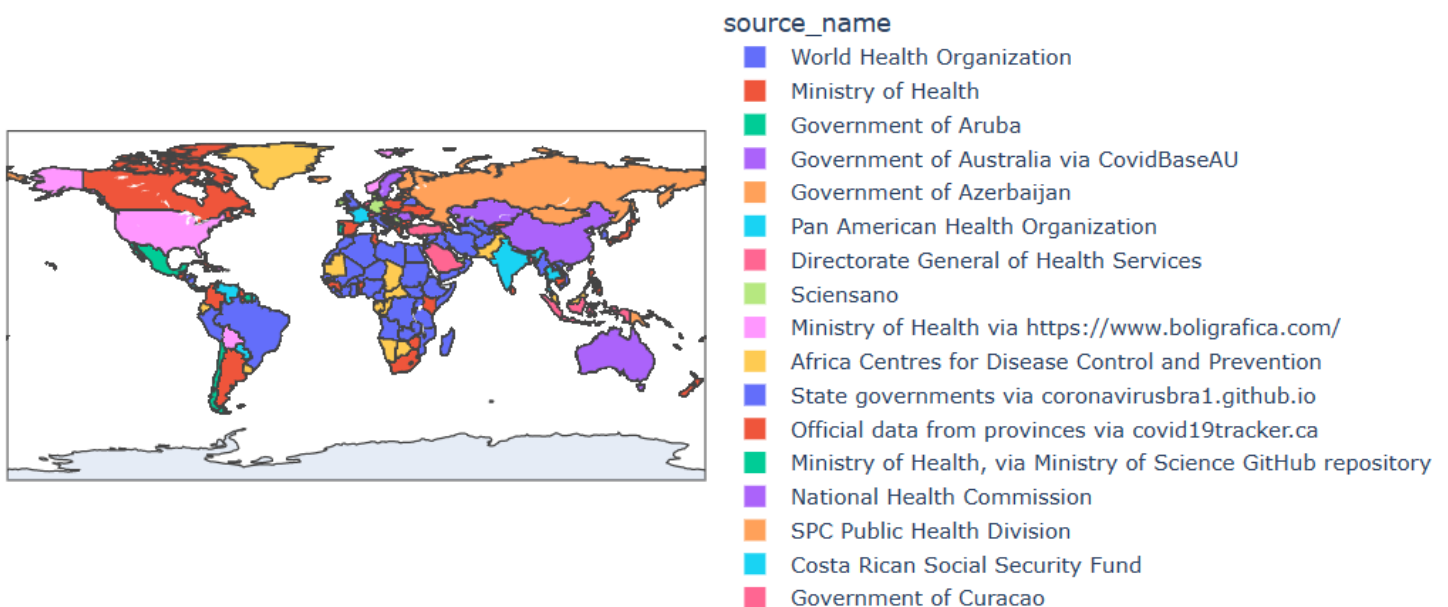 source_name
World Health Organization
Ministry of Health
Government of Aruba
Government of Australia via CovidBaseAU
Government of Azerbaijan
Pan American Health Organization
Directorate General of Health Services
Sciensano
Ministry of Health via https://www.boligrafica.com/
Africa Centres for Disease Control and Prevention
State governments via coronavirusbra1.github.io
Official data from provinces via covid19tracker.ca
Ministry of Health, via Ministry of Science GitHub repository
National Health Commission
SPC Public Health Division
Costa Rican Social Security Fund
Government of Curacao